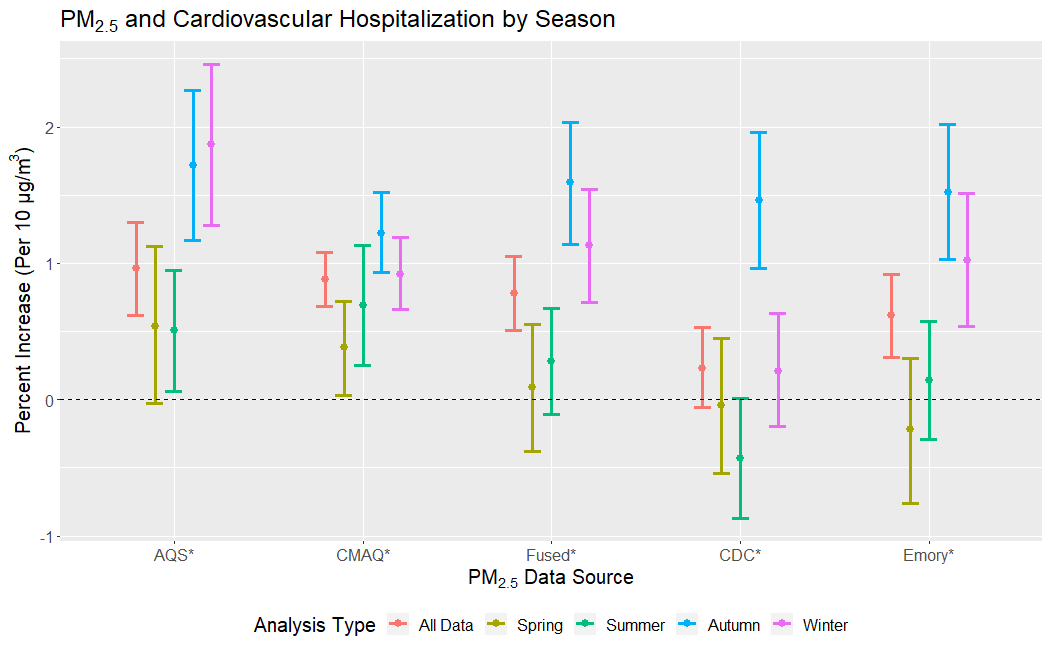 PM2.5 and Cardiovascular Hospitalization by Season
Percent Increase (Per 10 µg/m3)
2
1
0
-1
AQS* CMAQ* Fused* CDC* Emory*
PM2.5 Data Source
Analysis Type All Data Spring Summer Autumn Winter